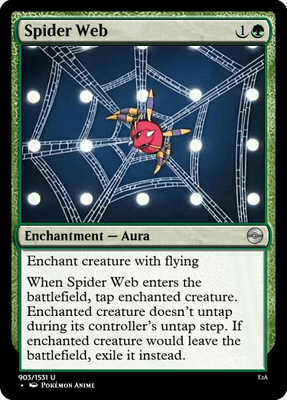 Spider Web 1
Enchantment — Aura
Enchant creature with flying
When Spider Web enters the
battlefield, tap enchanted creature.
Enchanted creature doesn't untap
during its controller's untap step. If
enchanted creature would leave the
battlefield, exile it instead.
903/1531 U EzA
• Pokémon Anime